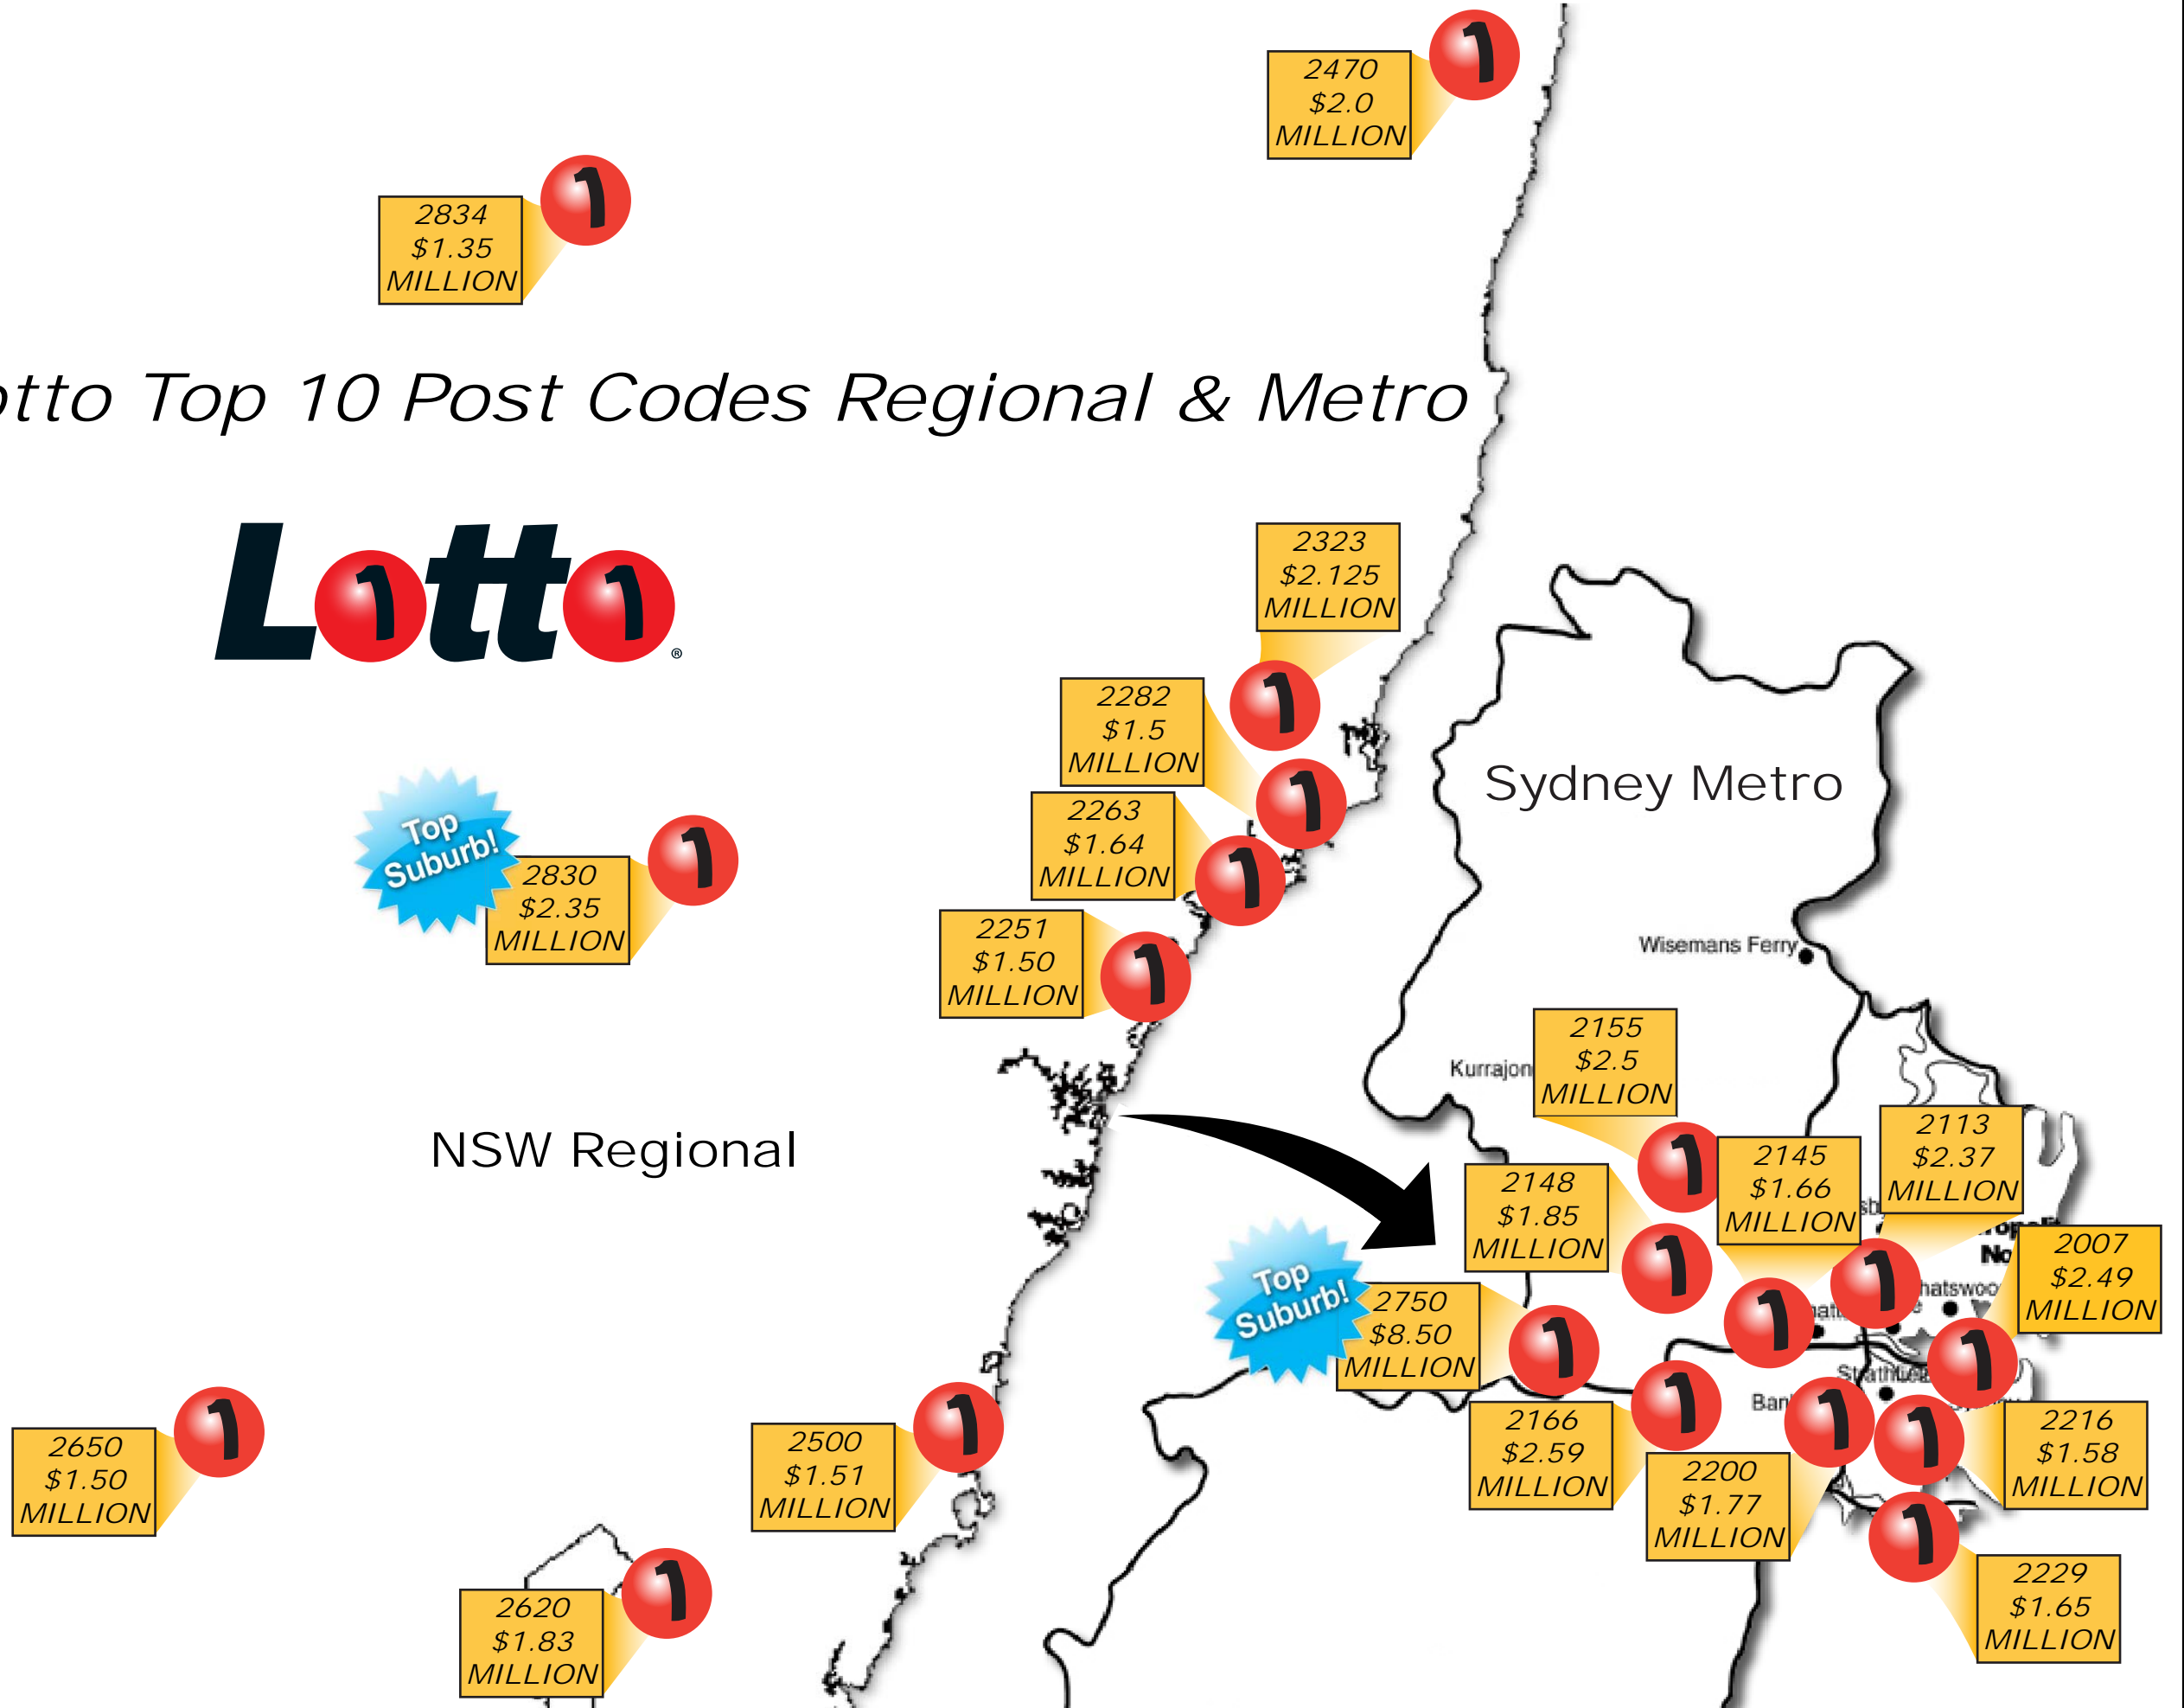 2470
$2.0
MILLION
2834
$1.35
MILLION
otto Top 10 Post Codes Regional & Metro
Lotto®
2323
$2.125
MILLION
2282
$1.5
MILLION
Sydney Metro
2263
$1.64
MILLION
Top
Suburb!
2830
$2.35
MILLION
2251
$1.50
MILLION
Wisemans Ferry
2155
$2.5
MILLION
Kurrajon
NSW Regional
2113
$2.37
MILLION
2145
$1.66
MILLION
2148
$1.85
MILLION
2007
$2.49
MILLION
hatswoo
Top
Suburb!
2750
$8.50
MILLION
Ban
2166
$2.59
MILLION
2216
$1.58
MILLION
2200
$1.77
MILLION
2650
$1.50
MILLION
2500
$1.51
MILLION
2229
$1.65
MILLION
2620
$1.83
MILLION